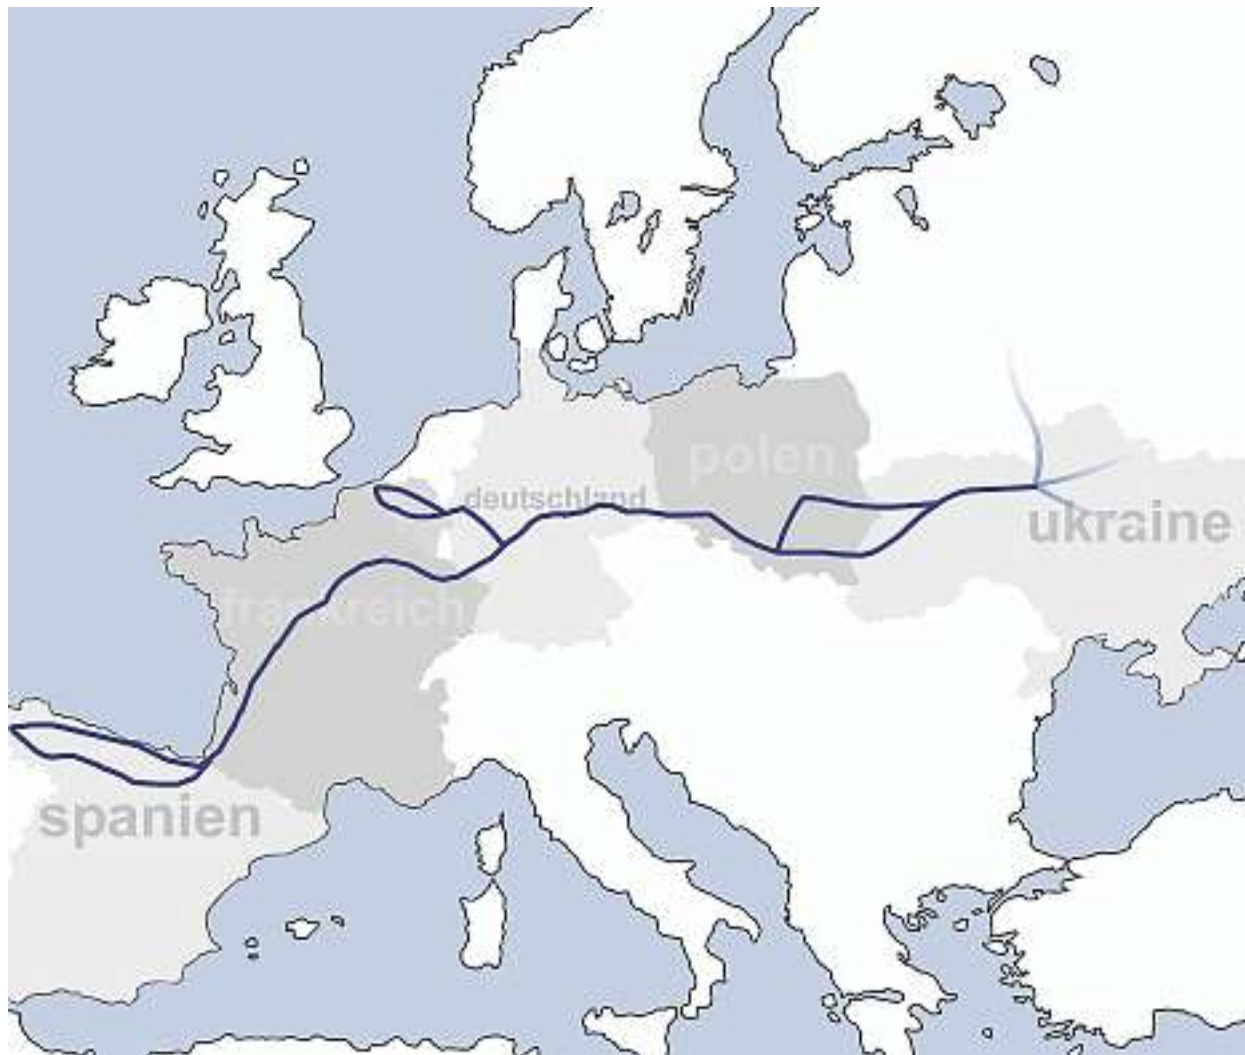 polen
deutschland
ukraine
frankreich
spanien